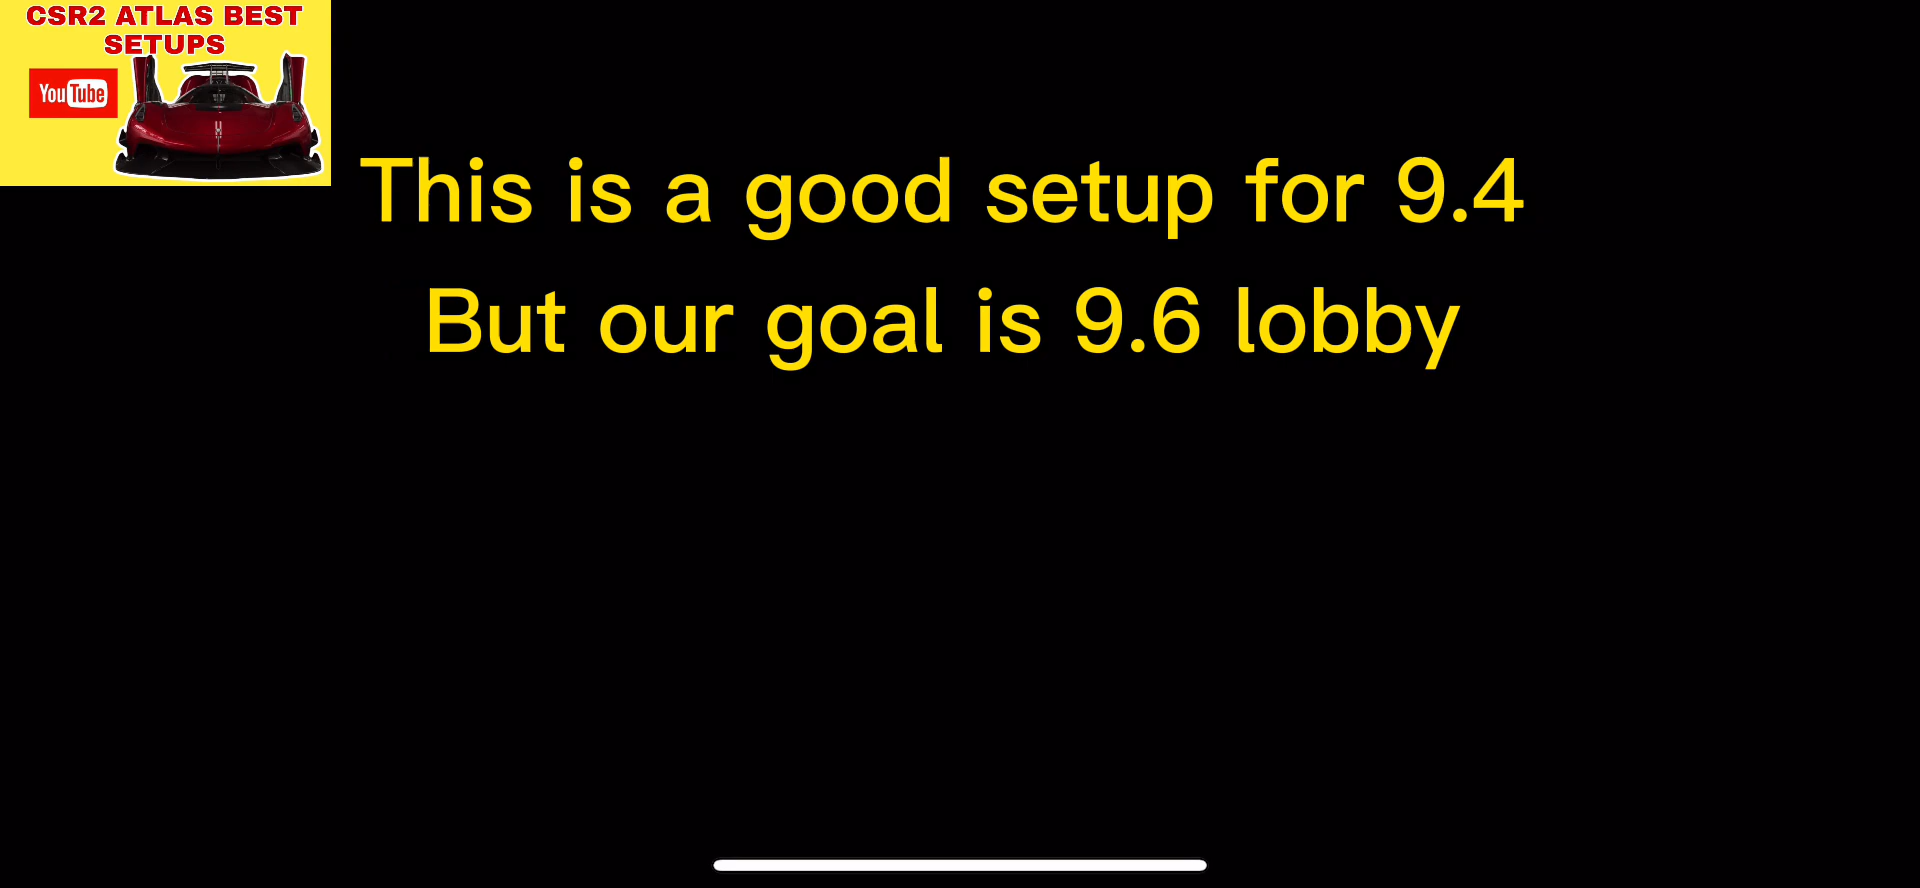 CSR2 ATLAS BEST
SETUPS
YouTube
This is a good setup for 9.4
But our goal is 9.6 lobby